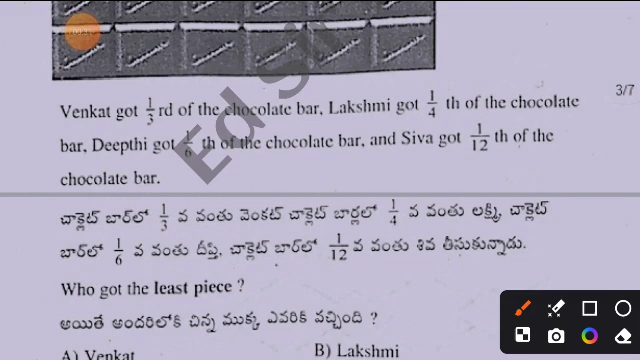 3/7
Venkat got 1/3 rd of the chocolate bar, Lakshmi got 1/4 th of the chocolate
bar, Deepthi got 1/6 th of the chocolate bar, and Siva got 1/12 th of the
chocolate bar.
చాక్లెట్ బార్‌లో 1/3 వ వంతు వెంకట్ చాక్లెట్ బార్లలో 1/4 వ వంతు లక్ష్మి, చాక్లెట్
బార్‌లో 1/6 వ వంతు దీప్తి, చాక్లెట్ బార్‌లో 1/12 వ వంతు శివ తీసుకున్నాడు.
Who got the least piece ?
అయితే అందరిలోకి చిన్న ముక్క ఎవరికి వచ్చింది ?
A) Venkat B) Lakshmi